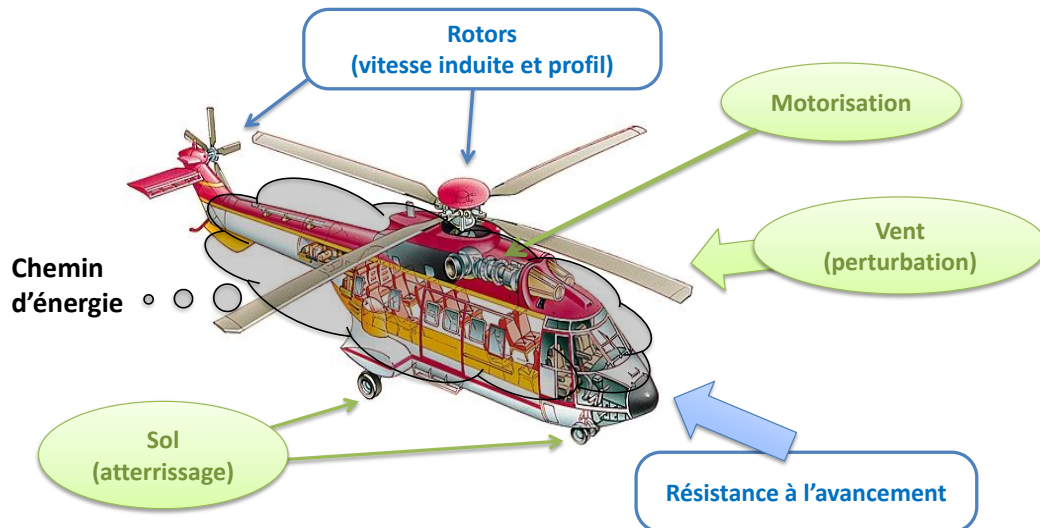 Rotors
(vitesse induite et profil)
Motorisation
Vent
(perturbation)
Chemin
d’énergie
Sol
(atterrissage)
Résistance à l’avancement